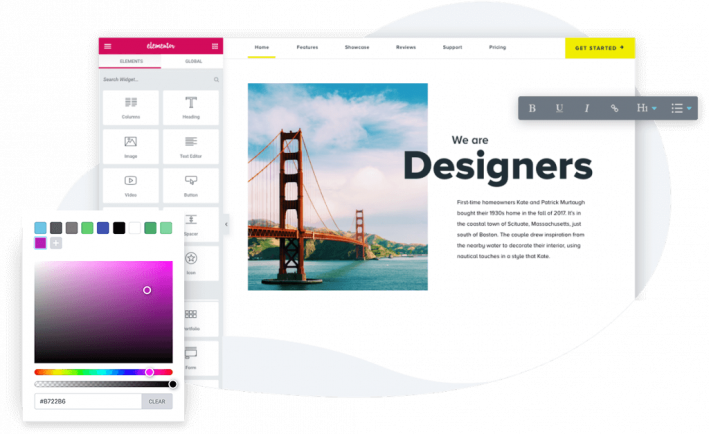 elementor
ELEMENTS
GLOBAL
Search Widget...
Columns
Heading
Image
Text Editor
Video
Button
Spacer
Icon
Portfolio
Form
Home
Features
Showcase
Reviews
Support
Pricing
GET STARTED +
B U I H1
We are
Designers
First-time homeowners Kate and Patrick Murtaugh
bought their 1930s home in the fall of 2017. It's in
the coastal town of Scituate, Massachusetts, just
south of Boston. The couple drew inspiration from
the nearby water to decorate their interior, using
nautical touches in a style that Kate.
#B722B6
CLEAR